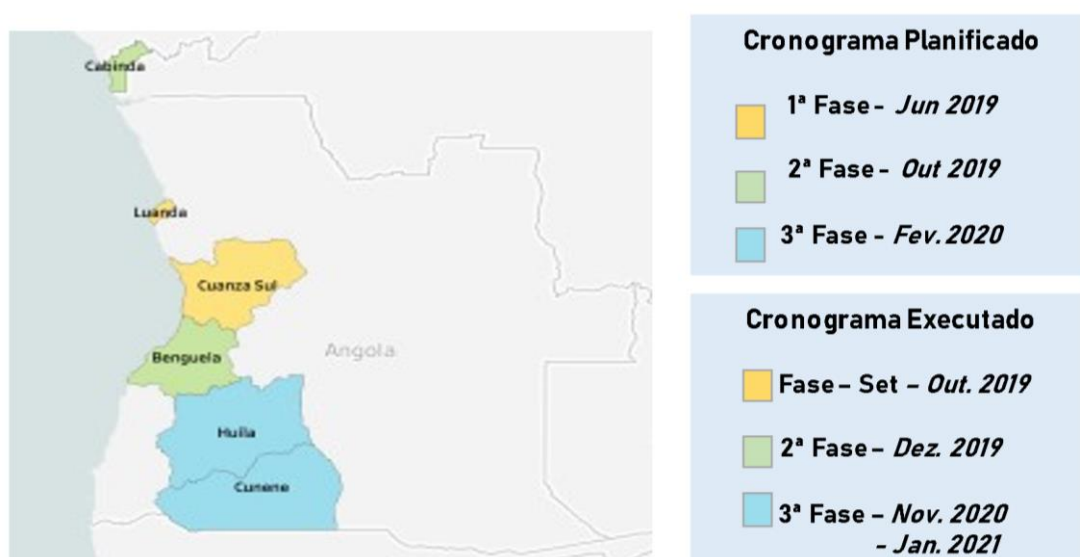 Cabinda
Luanda
Cuanza Sul
Benguela
Angola
Huíla
Cunene
Cronograma Planificado
1ª Fase - Jun 2019
2ª Fase - Out 2019
3ª Fase - Fev. 2020
Cronograma Executado
Fase - Set - Out. 2019
2ª Fase - Dez. 2019
3ª Fase - Nov. 2020
- Jan. 2021